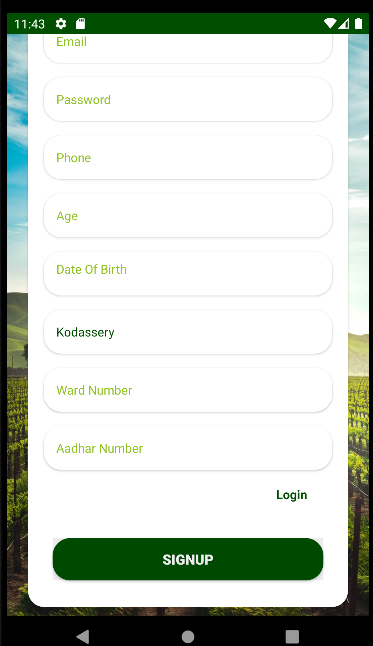 11:43
Email
Password
Phone
Age
Date Of Birth
Kodassery
Ward Number
Aadhar Number
Login
SIGNUP